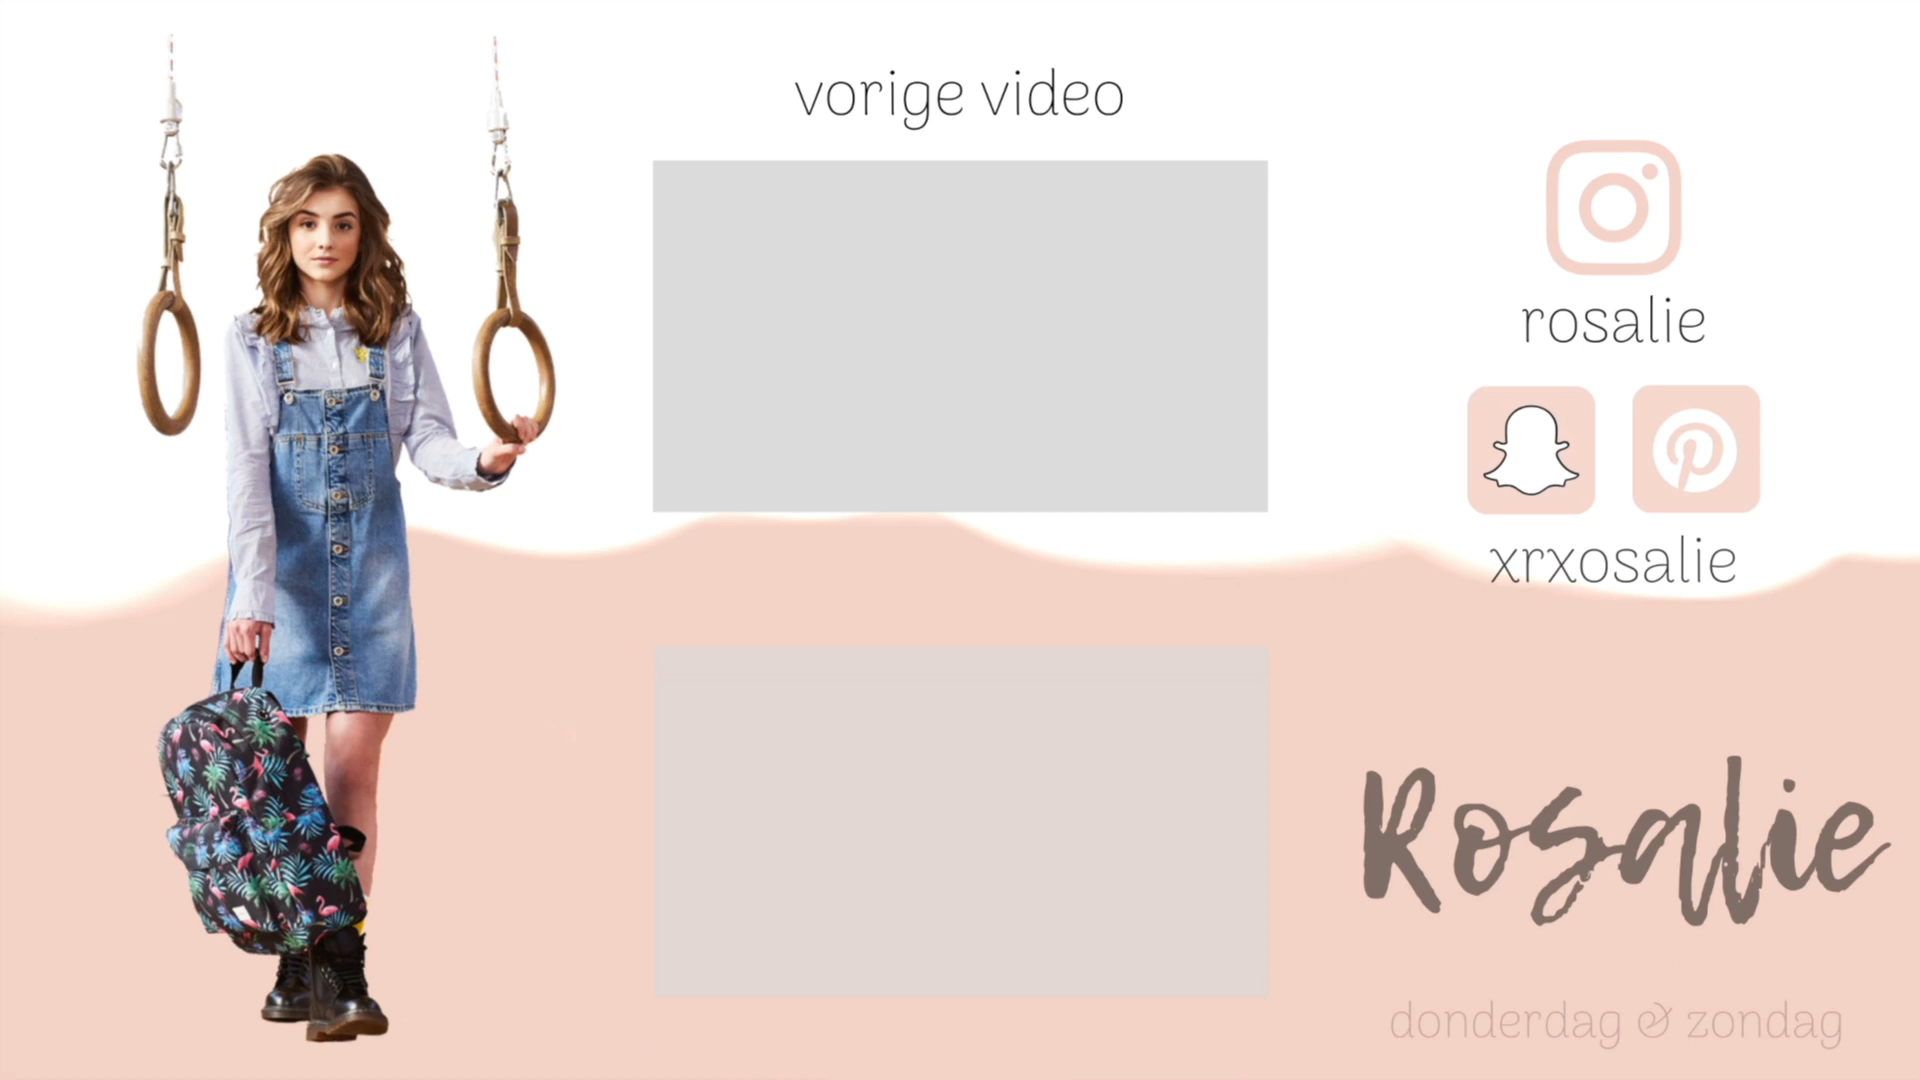 vorige video
rosalie
xrxosalie
Rosalie
donderdag & zondag